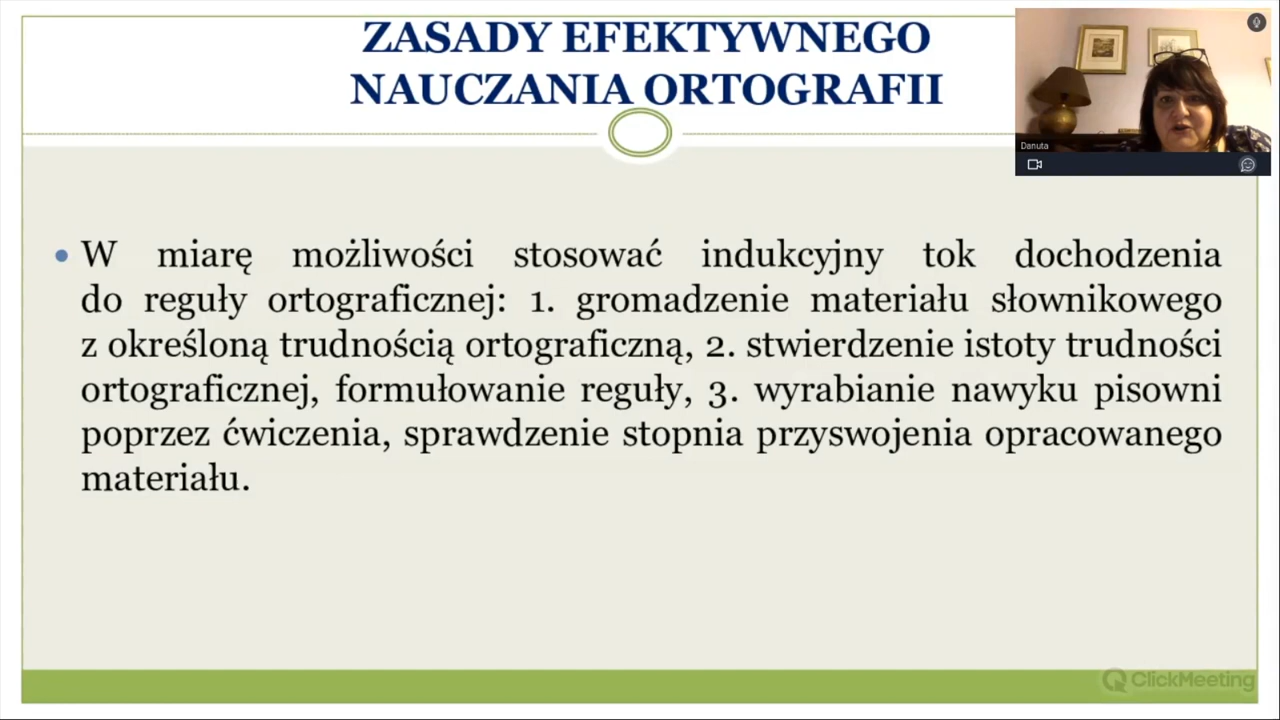 ZASADY EFEKTYWNEGO
NAUCZANIA ORTOGRAFII
Danuta
• W miarę możliwości stosować indukcyjny tok dochodzenia
do reguły ortograficznej: 1. gromadzenie materiału słownikowego
z określoną trudnością ortograficzną, 2. stwierdzenie istoty trudności
ortograficznej, formułowanie reguły, 3. wyrabianie nawyku pisowni
poprzez ćwiczenia, sprawdzenie stopnia przyswojenia opracowanego
materiału.
ClickMeeting